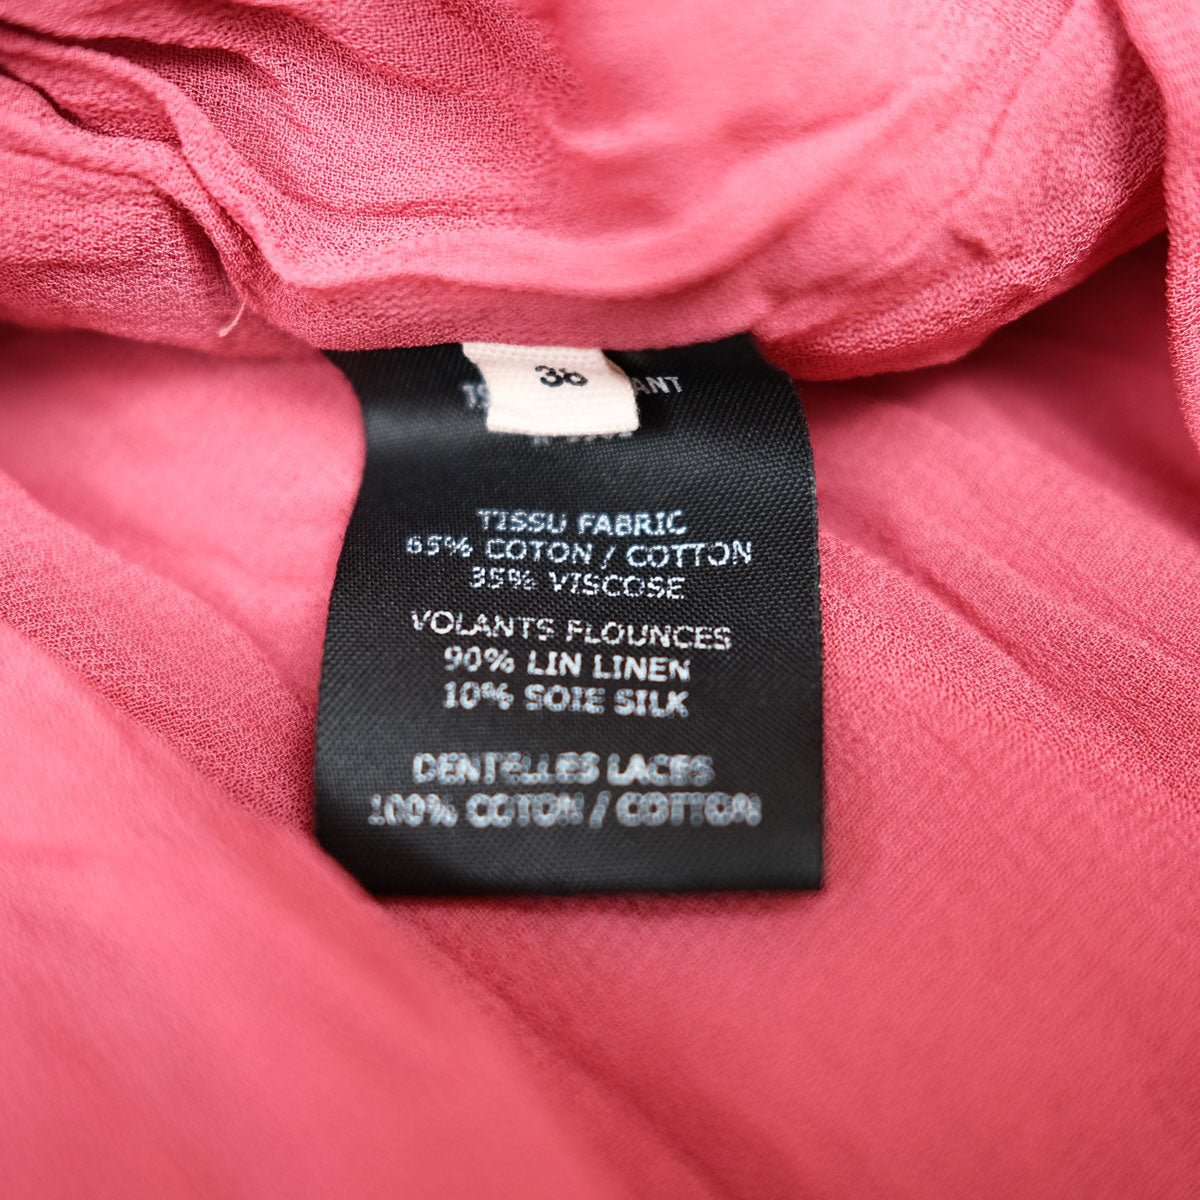 36
ANT
TISSU FABRIC
65% COTON / COTTON
35% VISCOSE
VOLANTS FLOUNCES
90% LIN LINEN
10% SOIE SILK
DENTELLES LACES
100% COTON / COTTON